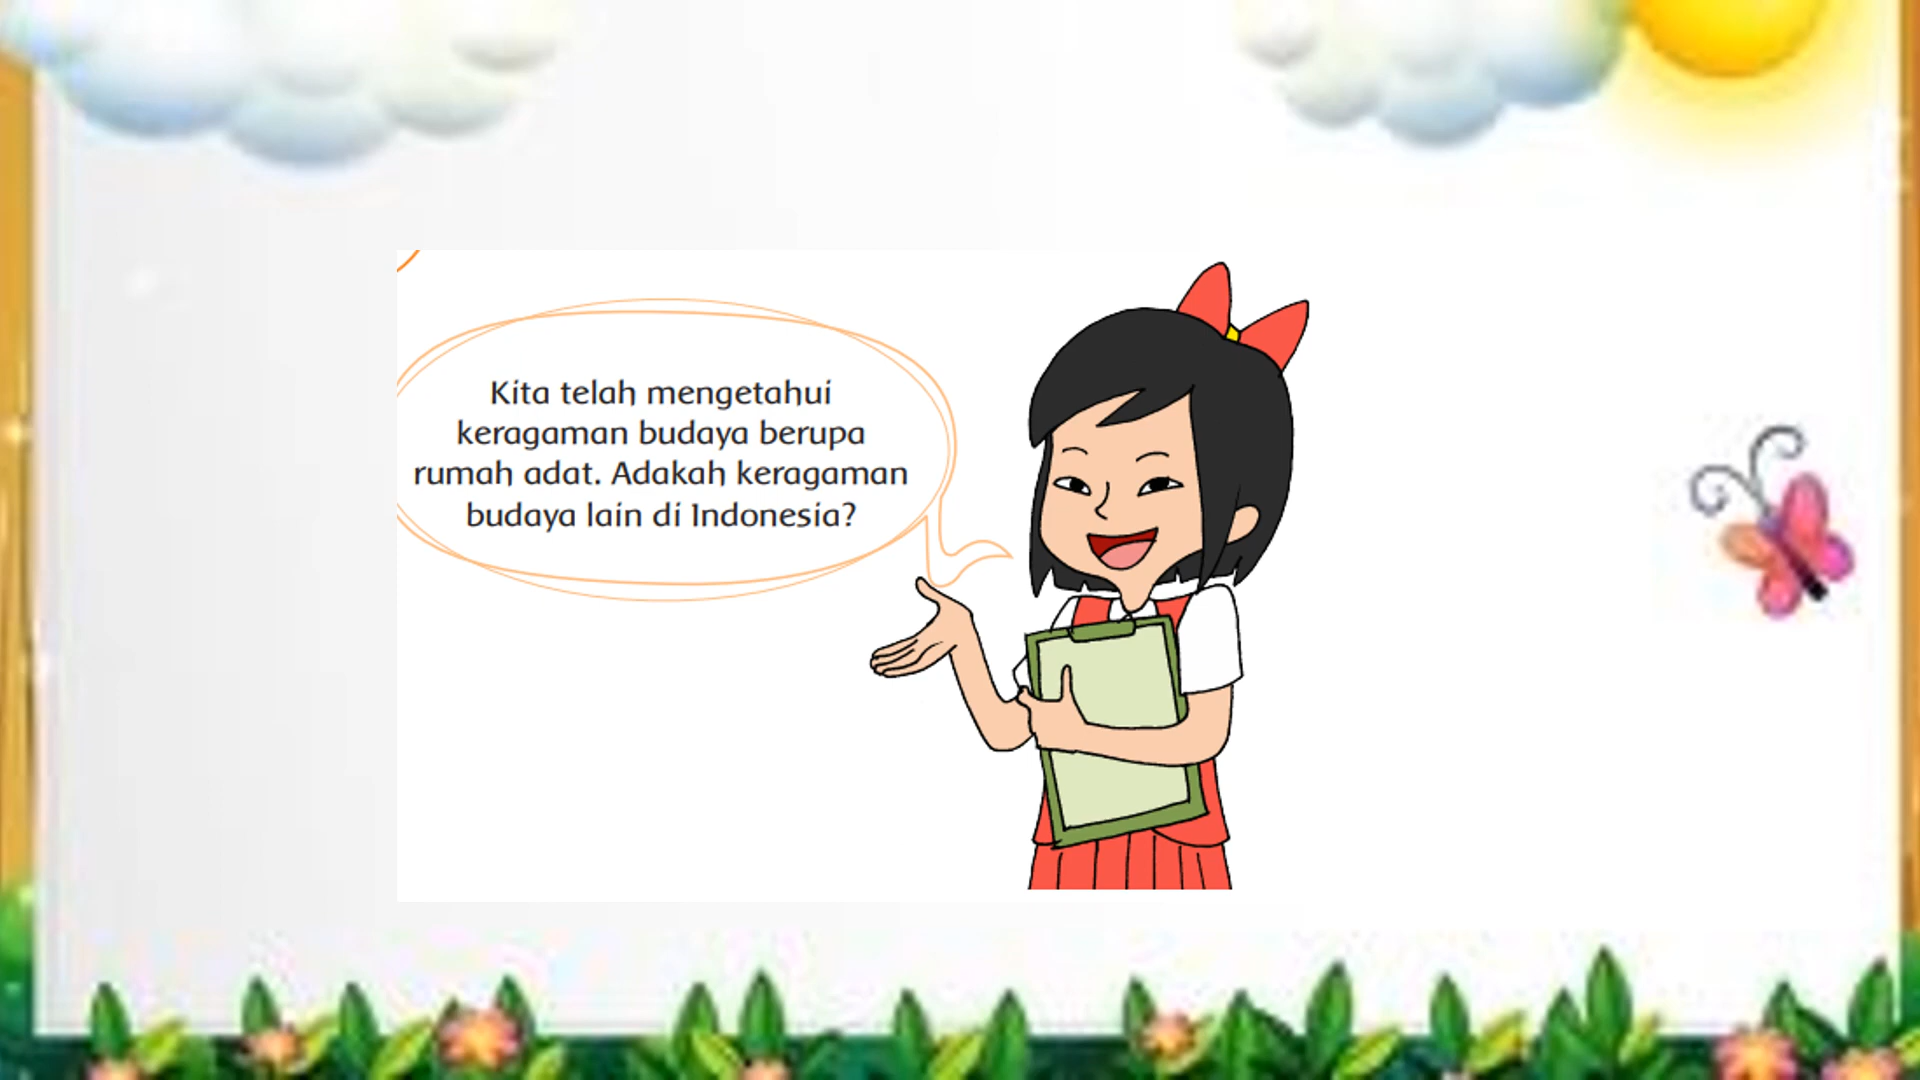 Kita telah mengetahui
keragaman budaya berupa
rumah adat. Adakah keragaman
budaya lain di Indonesia?